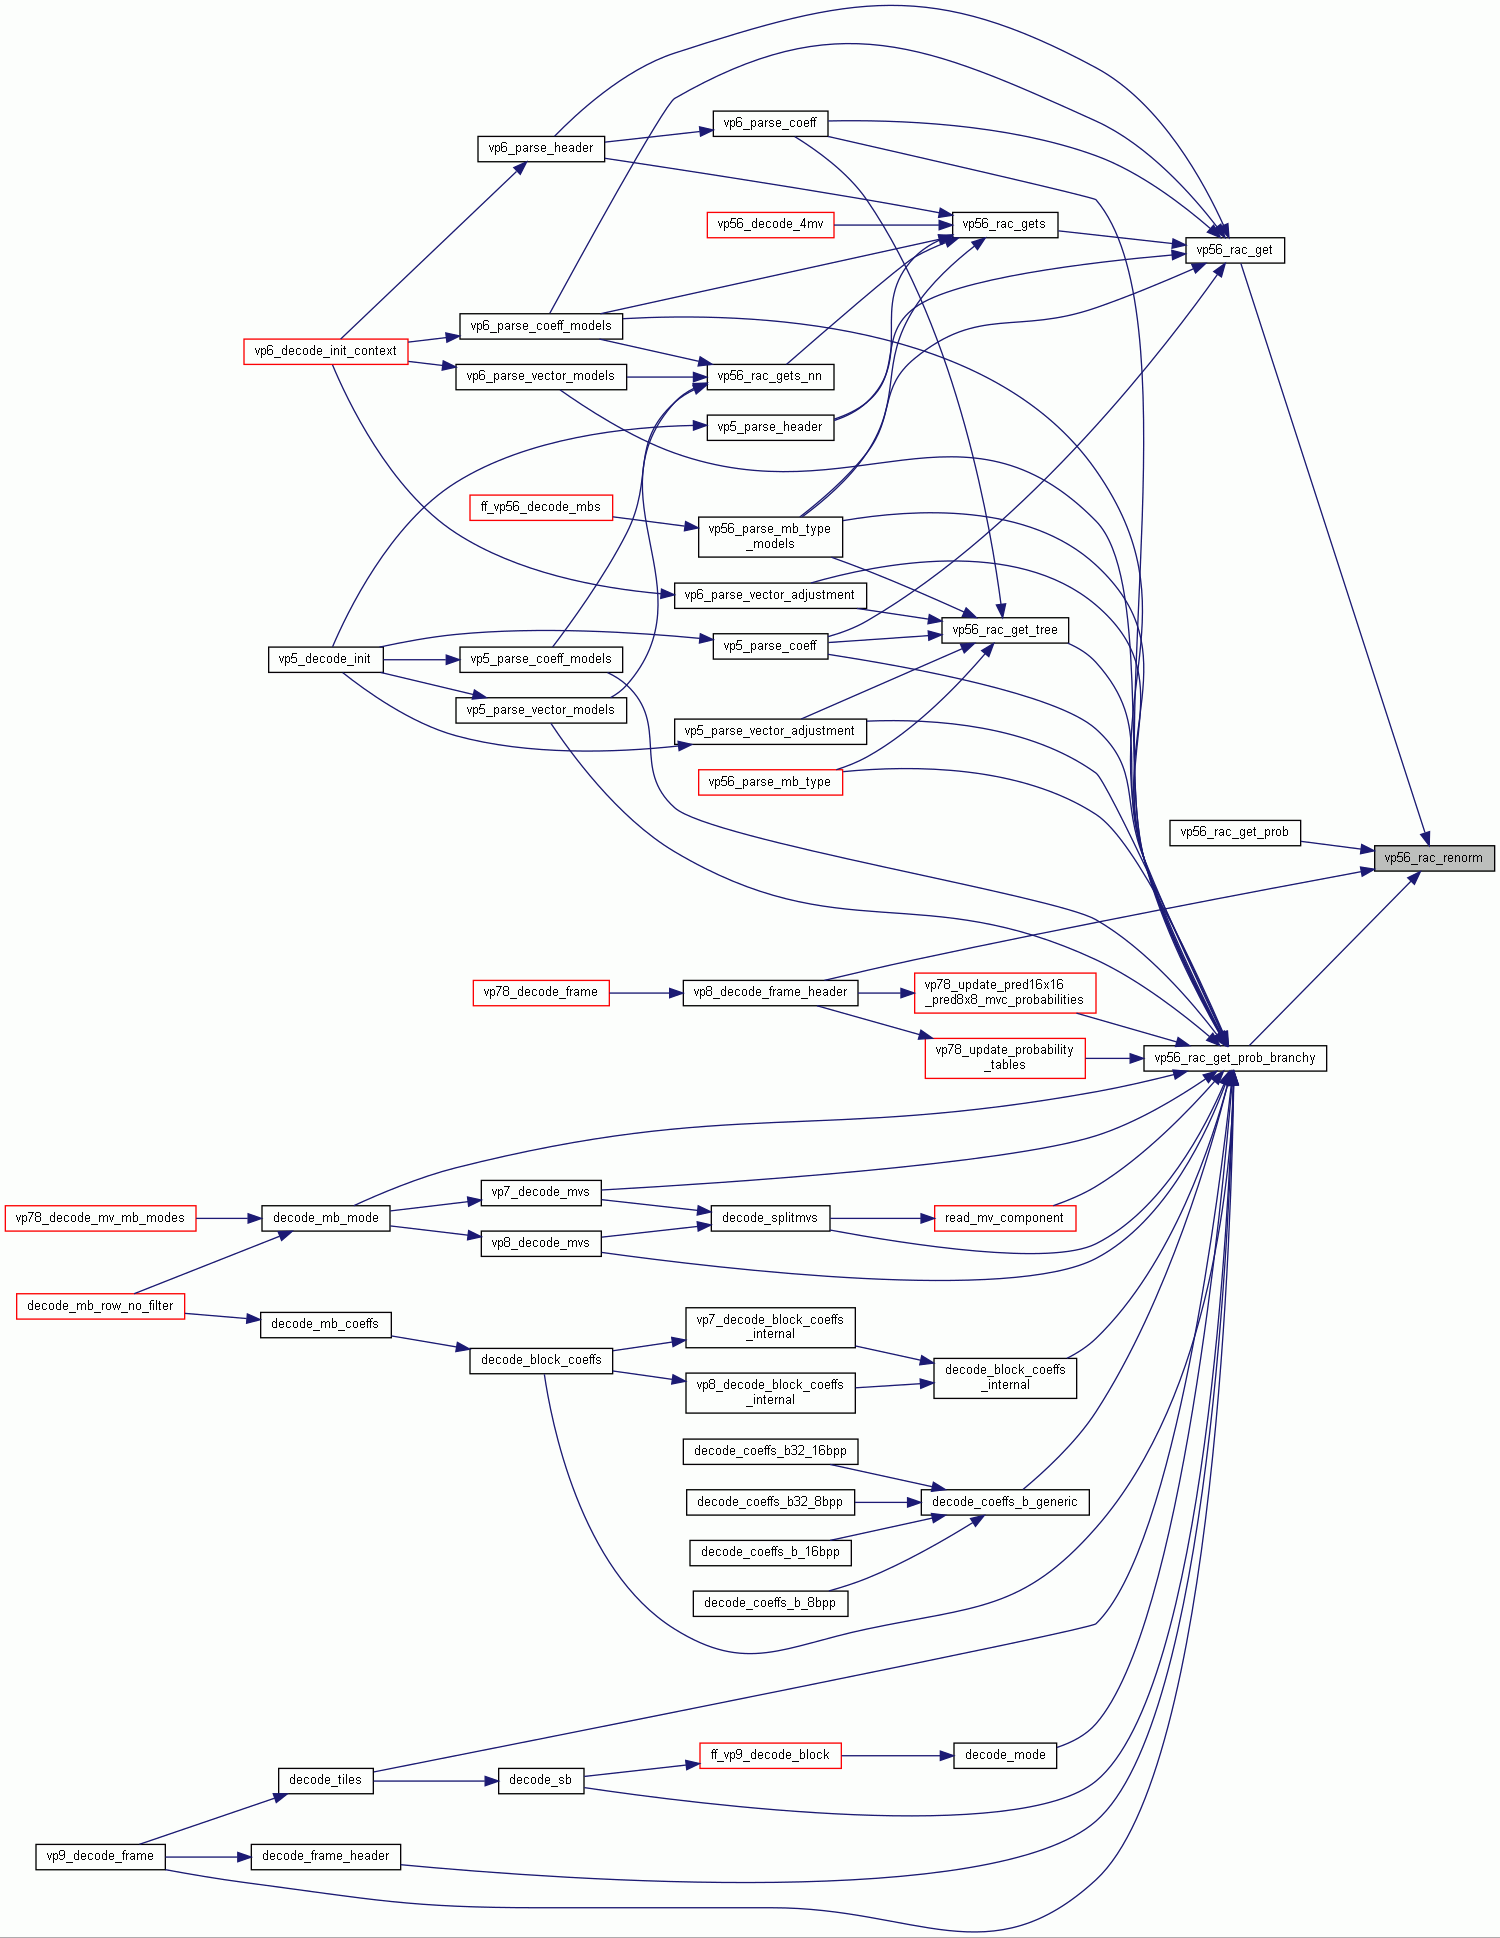 vp6_parse_coeff
vp6_parse_header
vp56_decode_4mv
vp56_rac_gets
vp56_rac_get
vp6_parse_coeff_models
vp6_decode_init_context
vp6_parse_vector_models
vp56_rac_gets_nn
vp5_parse_header
ff_vp56_decode_mbs
vp56_parse_mb_type
_models
vp6_parse_vector_adjustment
vp56_rac_get_tree
vp5_parse_coeff
vp5_decode_init
vp5_parse_coeff_models
vp5_parse_vector_models
vp5_parse_vector_adjustment
vp56_parse_mb_type
vp56_rac_get_prob
vp56_rac_renorm
vp78_decode_frame
vp8_decode_frame_header
vp78_update_pred16x16
_pred8x8_mvc_probabilities
vp78_update_probability
_tables
vp56_rac_get_prob_branchy
vp7_decode_mvs
vp78_decode_mv_mb_modes
decode_mb_mode
decode_splitmvs
read_mv_component
vp8_decode_mvs
decode_mb_row_no_filter
decode_mb_coeffs
vp7_decode_block_coeffs
_internal
decode_block_coeffs
decode_block_coeffs
_internal
vp8_decode_block_coeffs
_internal
decode_coeffs_b32_16bpp
decode_coeffs_b32_8bpp
decode_coeffs_b_generic
decode_coeffs_b_16bpp
decode_coeffs_b_8bpp
ff_vp9_decode_block
decode_mode
decode_tiles
decode_sb
vp9_decode_frame
decode_frame_header